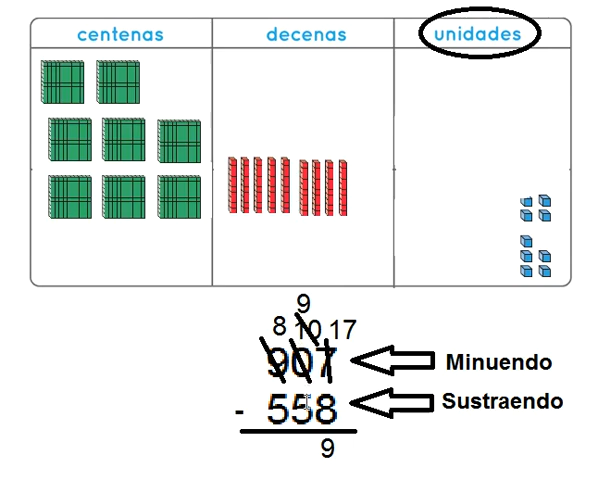 centenas decenas unidades
9
8 10 17
907 Minuendo
- 558 Sustraendo
9